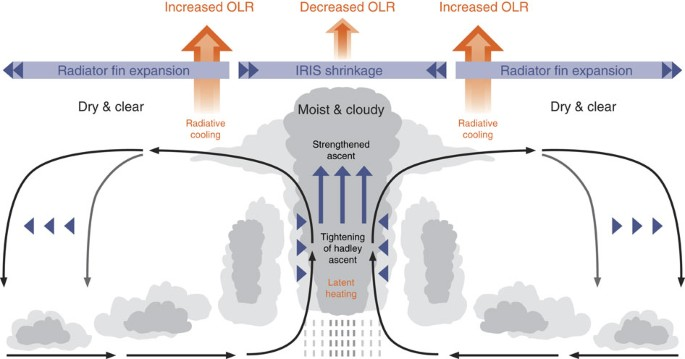 Increased OLR
Decreased OLR
Increased OLR
Radiator fin expansion
IRIS shrinkage
Radiator fin expansion
Dry & clear
Radiative
cooling
Moist & cloudy
Radiative
cooling
Dry & clear
Strengthened
ascent
Tightening
of hadley
ascent
Latent
heating